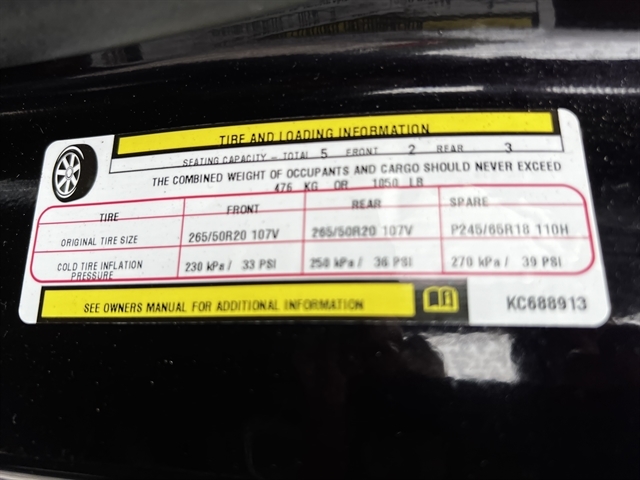 TIRE AND LOADING INFORMATION
SEATING CAPACITY - TOTAL 5 FRONT 2 REAR 3
THE COMBINED WEIGHT OF OCCUPANTS AND CARGO SHOULD NEVER EXCEED
476 KG OR 1050 LB
TIRE FRONT REAR SPARE
ORIGINAL TIRE SIZE 265/50R20 107V 265/50R20 107V P245/65R18 110H
COLD TIRE INFLATION PRESSURE 230 kPa / 33 PSI 250 kPa / 36 PSI 270 kPa / 39 PSI
SEE OWNERS MANUAL FOR ADDITIONAL INFORMATION KC688913